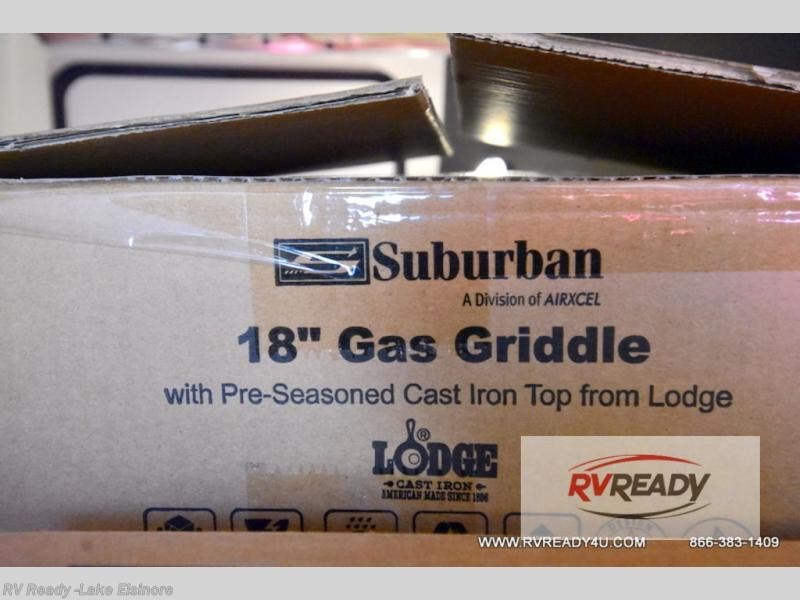 Suburban
A Division of AIRXCEL
18" Gas Griddle
with Pre-Seasoned Cast Iron Top from Lodge
LODGE ®
CAST IRON
AMERICAN MADE SINCE 1896
RVREADY
WWW.RVREADY4U.COM 866-383-1409
RV Ready -Lake Elsinore